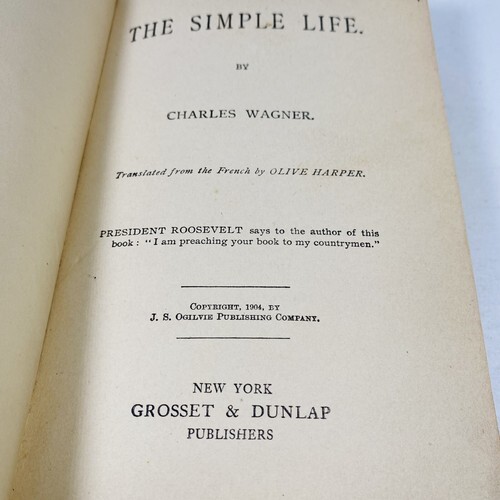 THE SIMPLE LIFE.
BY
CHARLES WAGNER.
Translated from the French by OLIVE HARPER.
PRESIDENT ROOSEVELT says to the author of this
book: "I am preaching your book to my countrymen."
COPYRIGHT, 1904, BY
J. S. OGILVIE PUBLISHING COMPANY.
NEW YORK
GROSSET & DUNLAP
PUBLISHERS